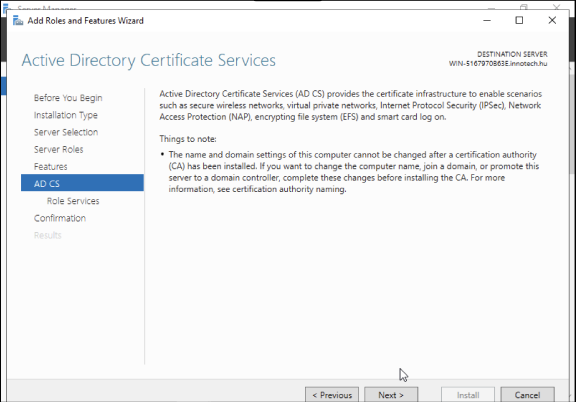 Server Manager
Add Roles and Features Wizard
Active Directory Certificate Services
DESTINATION SERVER
WIN-5167970863E.innotech.hu
Before You Begin
Installation Type
Server Selection
Server Roles
Features
AD CS
Role Services
Confirmation
Results
Active Directory Certificate Services (AD CS) provides the certificate infrastructure to enable scenarios
such as secure wireless networks, virtual private networks, Internet Protocol Security (IPSec), Network
Access Protection (NAP), encrypting file system (EFS) and smart card log on.
Things to note:
• The name and domain settings of this computer cannot be changed after a certification authority
(CA) has been installed. If you want to change the computer name, join a domain, or promote this
server to a domain controller, complete these changes before installing the CA. For more
information, see certification authority naming.
< Previous
Next >
Install
Cancel